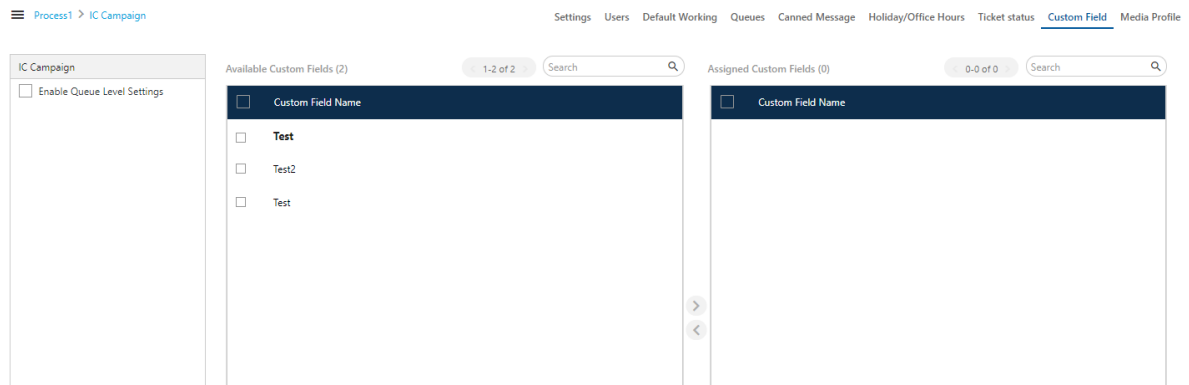 Process1 > IC Campaign
Settings Users Default Working Queues Canned Message Holiday/Office Hours Ticket status Custom Field Media Profile
IC Campaign
Enable Queue Level Settings
Available Custom Fields (2)
< 1-2 of 2 >
Search
Custom Field Name
Test
Test2
Test
Assigned Custom Fields (0)
< 0-0 of 0 >
Search
Custom Field Name